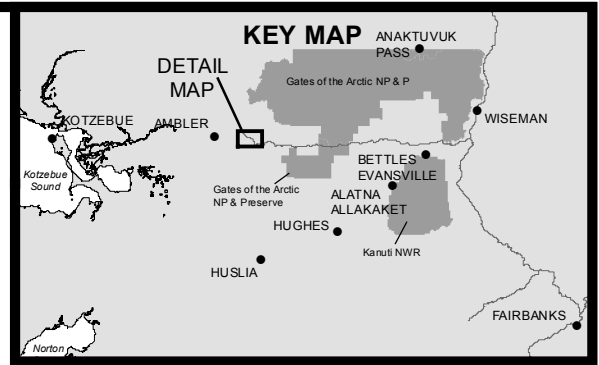 KEY MAP
ANAKTUVUK
PASS
DETAIL
MAP
Gates of the Arctic NP & P
KOTZEBUE
AMBLER
WISEMAN
Kotzebue
Sound
BETTLES
EVANSVILLE
Gates of the Arctic
NP & Preserve
ALATNA
ALLAKAKET
HUGHES
Kanuti NWR
HUSLIA
FAIRBANKS
Norton